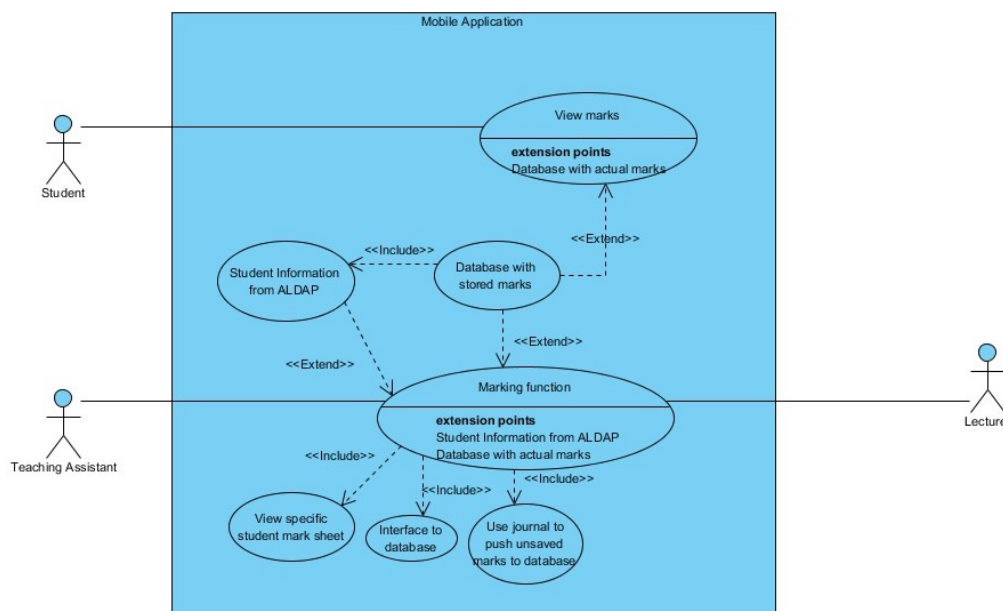 Mobile Application
View marks
extension points
Database with actual marks
Student
<<Extend>>
<<Include>>
Student Information
from ALDAP
Database with
stored marks
<<Extend>>
<<Extend>>
Marking function
extension points
Student Information from ALDAP
Database with actual marks
Teaching Assistant
Lecture
<<Include>>
<<Include>>
<<Include>>
View specific
student mark sheet
Interface to
database
Use journal to
push unsaved
marks to database